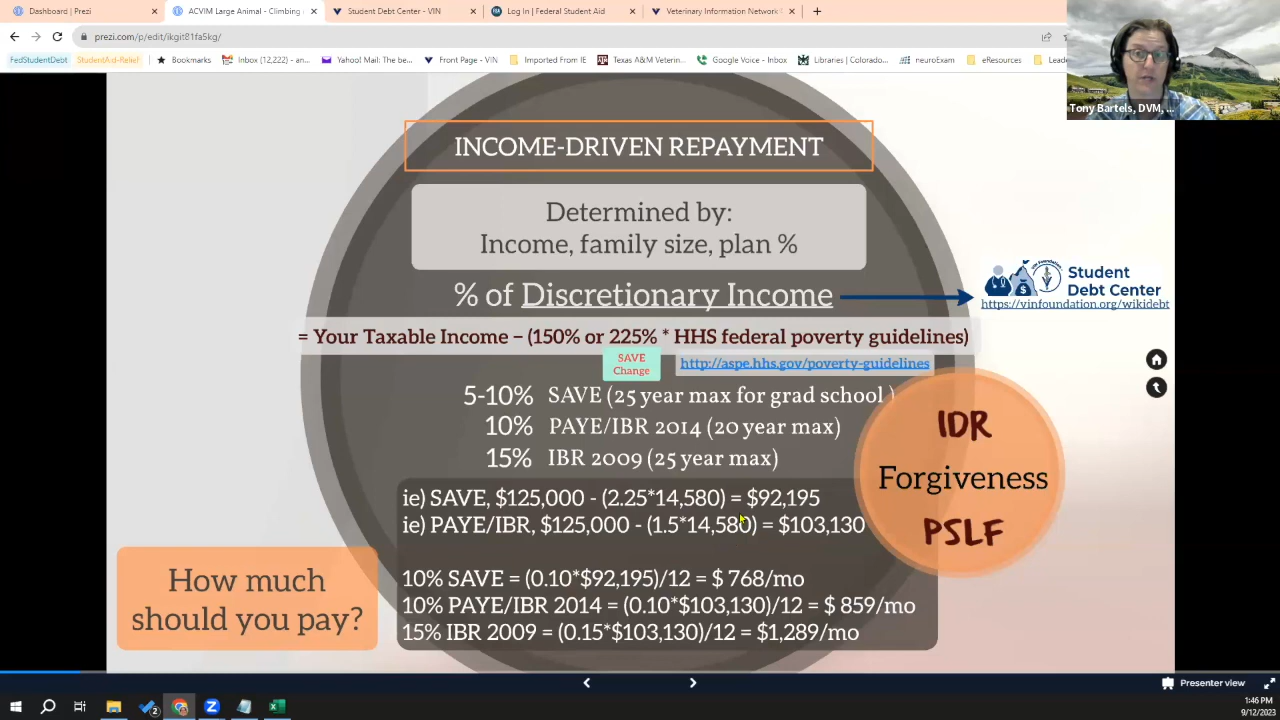 Dashboard | Prezi
ACVIM Large Animal - Climbing
Student Debt Center - VIN
Log In | Federal Student Aid
Veterinary Information Network
prezi.com/p/edit/ikgit81fa5kg/
FedStudentDebt
StudentAid-Relief
Bookmarks
Inbox (12,222) - an...
Yahoo! Mail: The be...
Front Page - VIN
Imported From IE
Texas A&M Veterin...
Google Voice - Inbox
Libraries | Colorado...
neuroExam
eResources
Leade
Tony Bartels, DVM, ...
INCOME-DRIVEN REPAYMENT
Determined by:
Income, family size, plan %
% of Discretionary Income
Student
Debt Center
https://vinfoundation.org/wikidebt
= Your Taxable Income – (150% or 225% * HHS federal poverty guidelines)
SAVE
Change
http://aspe.hhs.gov/poverty-guidelines
5-10% SAVE (25 year max for grad school )
10% PAYE/IBR 2014 (20 year max)
15% IBR 2009 (25 year max)
IDR
Forgiveness
PSLF
ie) SAVE, $125,000 - (2.25*14,580) = $92,195
ie) PAYE/IBR, $125,000 - (1.5*14,580) = $103,130
10% SAVE = (0.10*$92,195)/12 = $ 768/mo
10% PAYE/IBR 2014 = (0.10*$103,130)/12 = $ 859/mo
15% IBR 2009 = (0.15*$103,130)/12 = $1,289/mo
How much
should you pay?
Presenter view
1:46 PM
9/12/2023